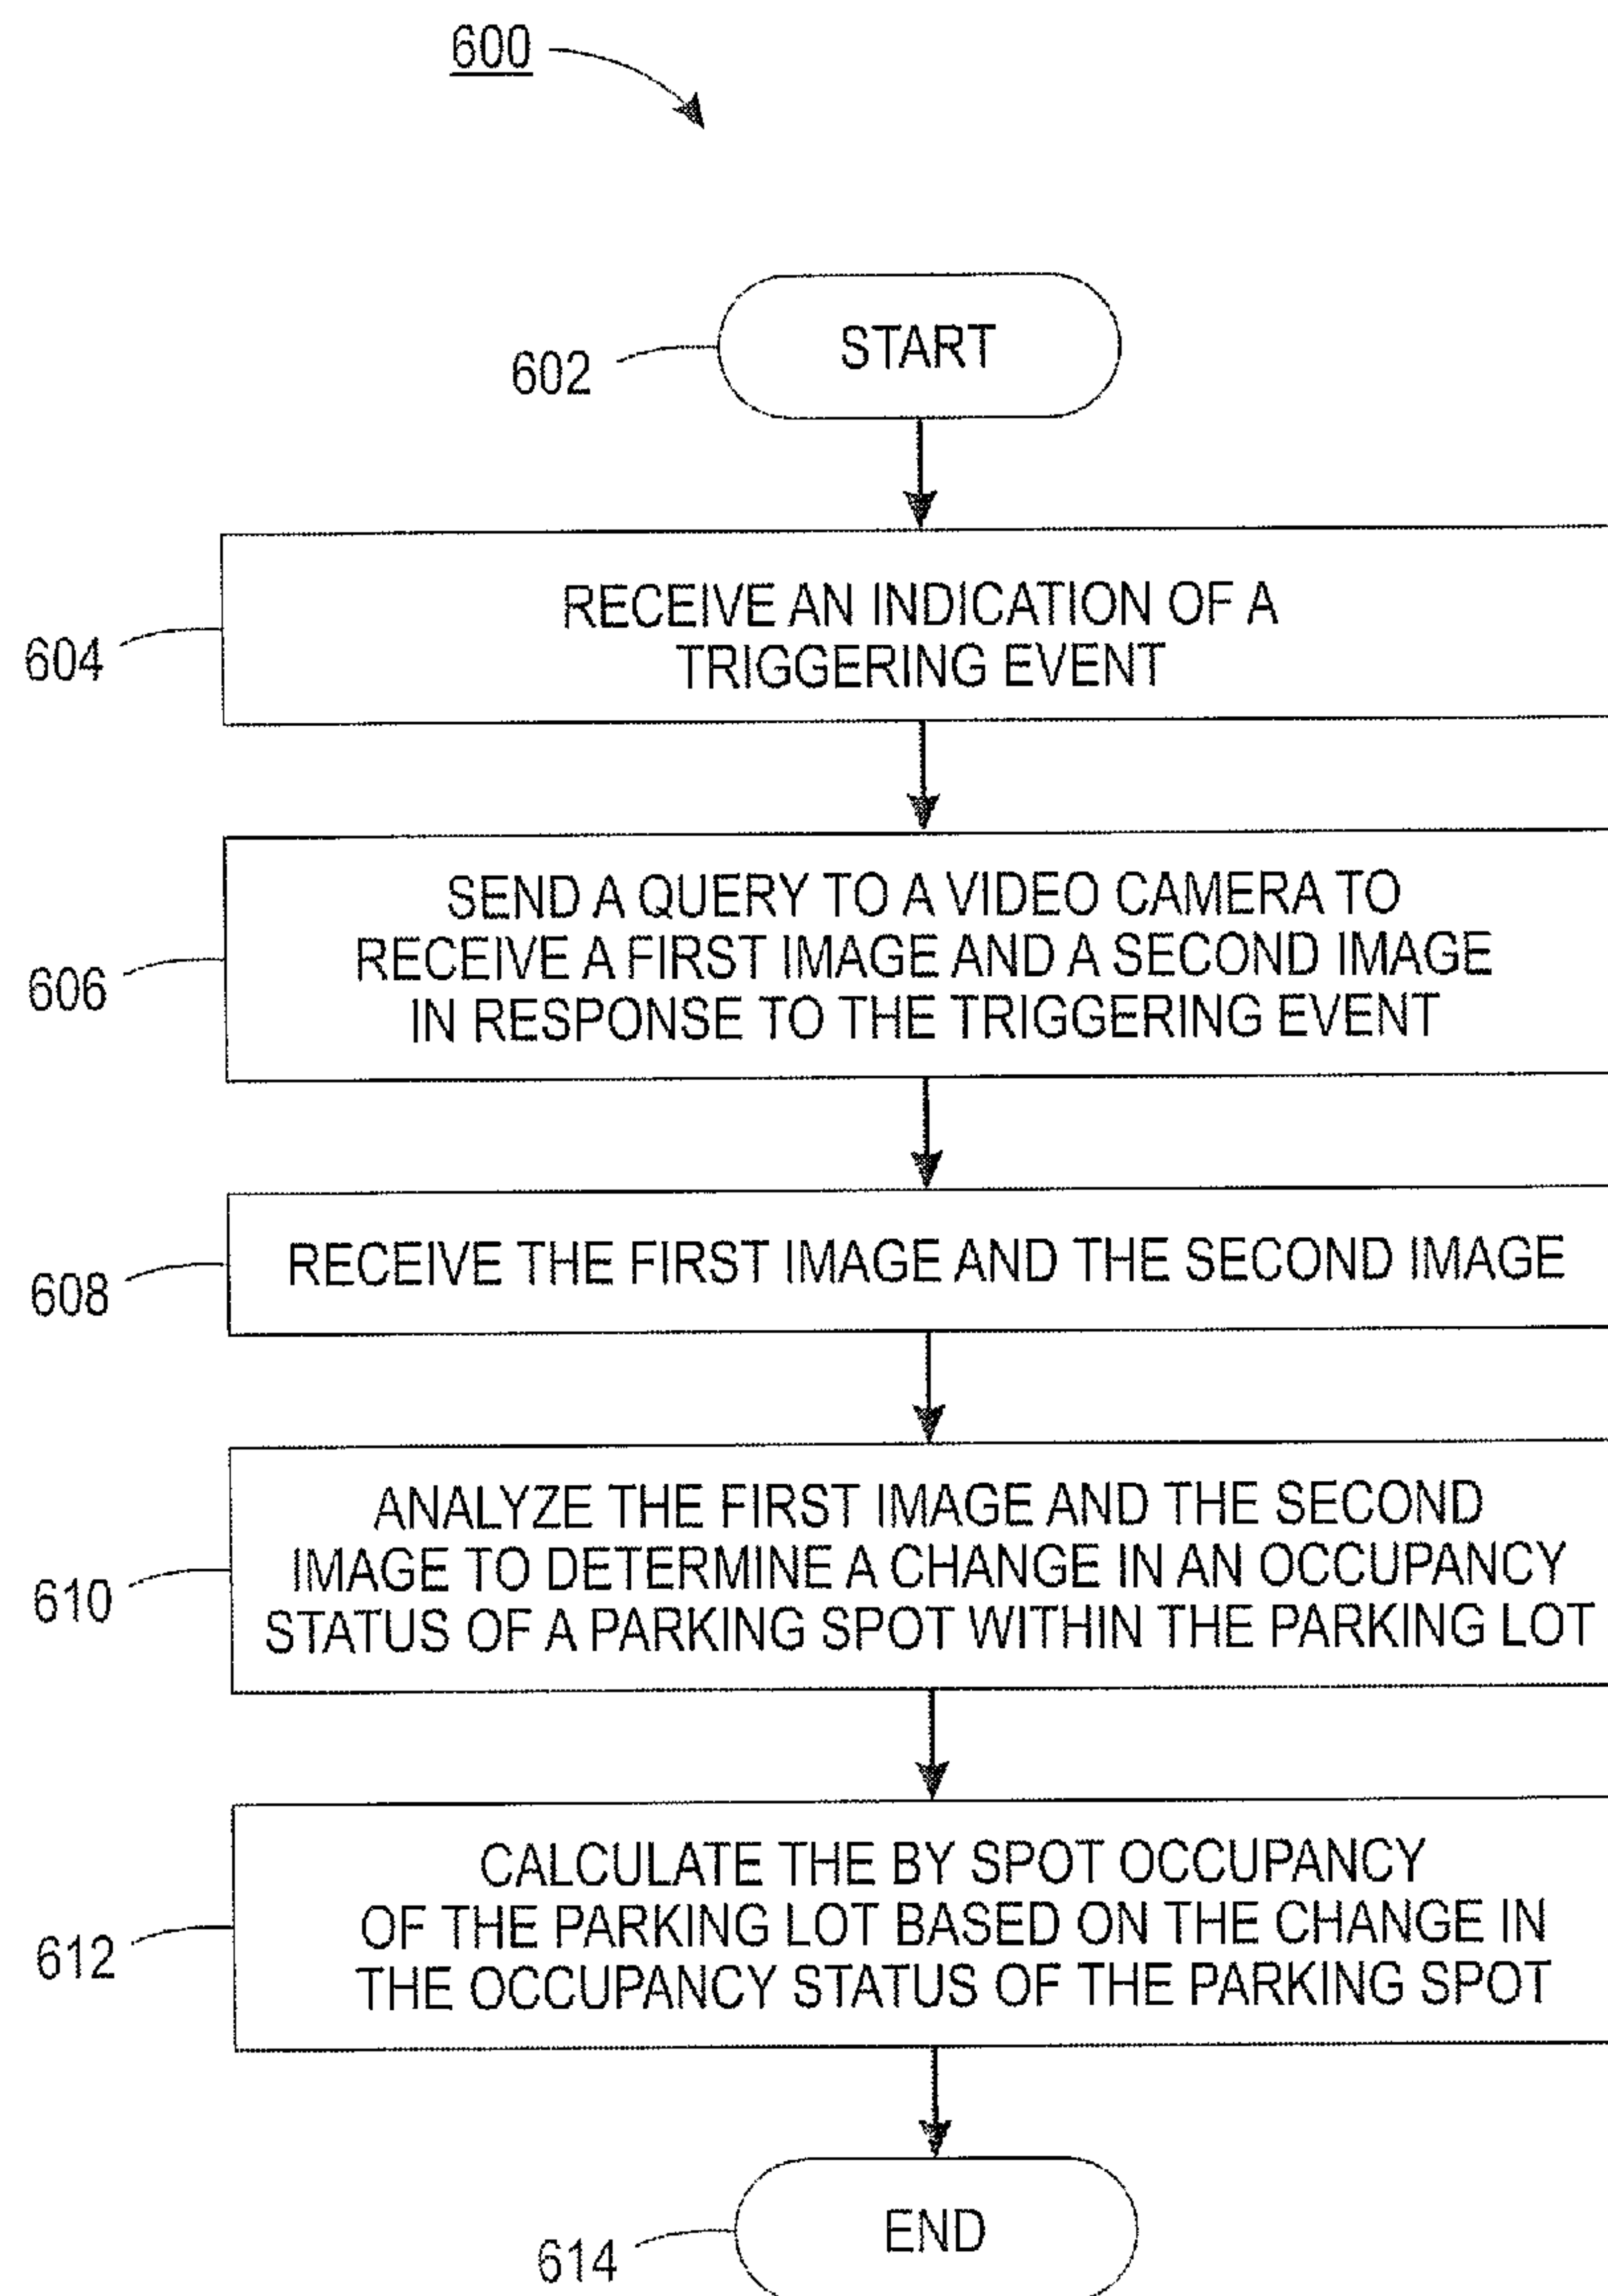 600
602
START
604
RECEIVE AN INDICATION OF A
TRIGGERING EVENT
606
SEND A QUERY TO A VIDEO CAMERA TO
RECEIVE A FIRST IMAGE AND A SECOND IMAGE
IN RESPONSE TO THE TRIGGERING EVENT
608
RECEIVE THE FIRST IMAGE AND THE SECOND IMAGE
610
ANALYZE THE FIRST IMAGE AND THE SECOND
IMAGE TO DETERMINE A CHANGE IN AN OCCUPANCY
STATUS OF A PARKING SPOT WITHIN THE PARKING LOT
612
CALCULATE THE BY SPOT OCCUPANCY
OF THE PARKING LOT BASED ON THE CHANGE IN
THE OCCUPANCY STATUS OF THE PARKING SPOT
614
END